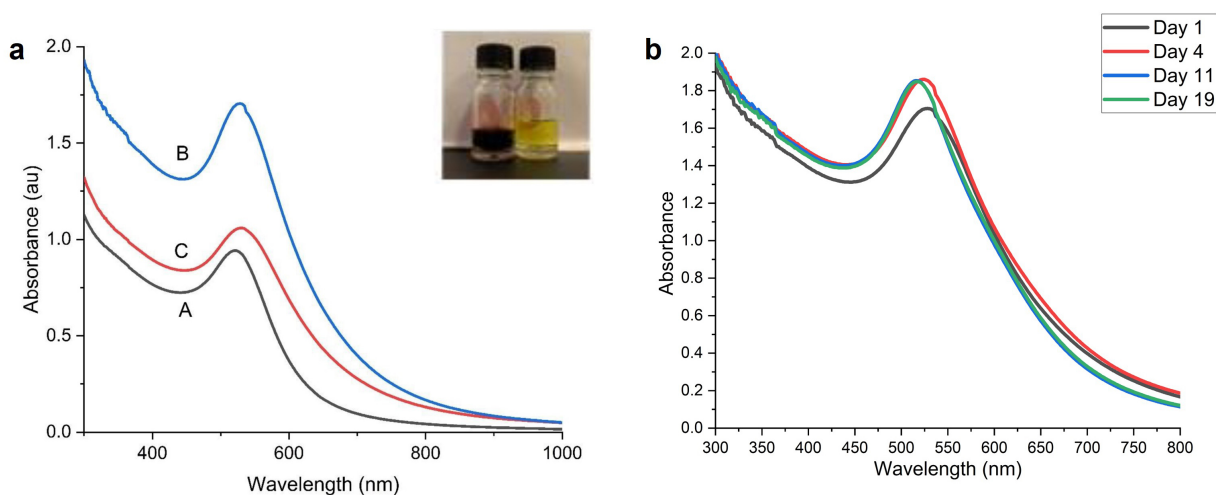 a
2.0
1.5
1.0
0.5
0.0
400
600
800
1000
Absorbance (au)
Wavelength (nm)
B
C
A
b
Day 1
Day 4
Day 11
Day 19
2.0
1.8
1.6
1.4
1.2
1.0
0.8
0.6
0.4
0.2
0.0
300 350 400 450 500 550 600 650 700 750 800
Absorbance
Wavelength (nm)